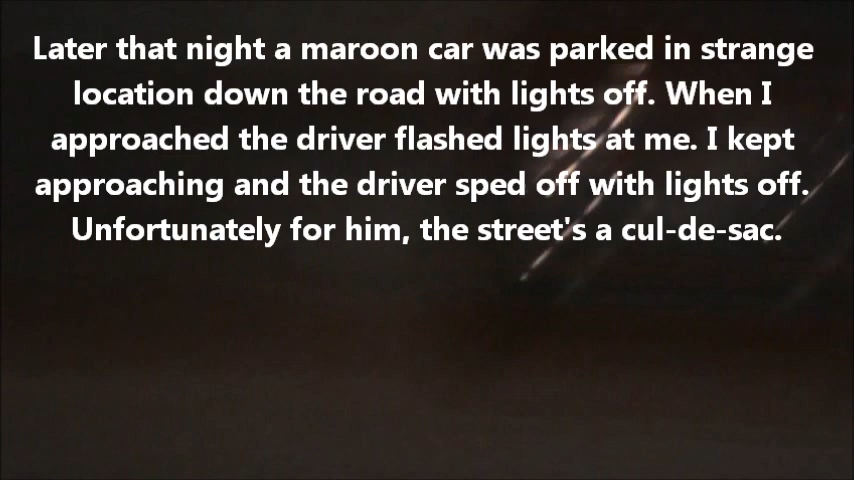 Later that night a maroon car was parked in strange
location down the road with lights off. When I
approached the driver flashed lights at me. I kept
approaching and the driver sped off with lights off.
Unfortunately for him, the street's a cul-de-sac.